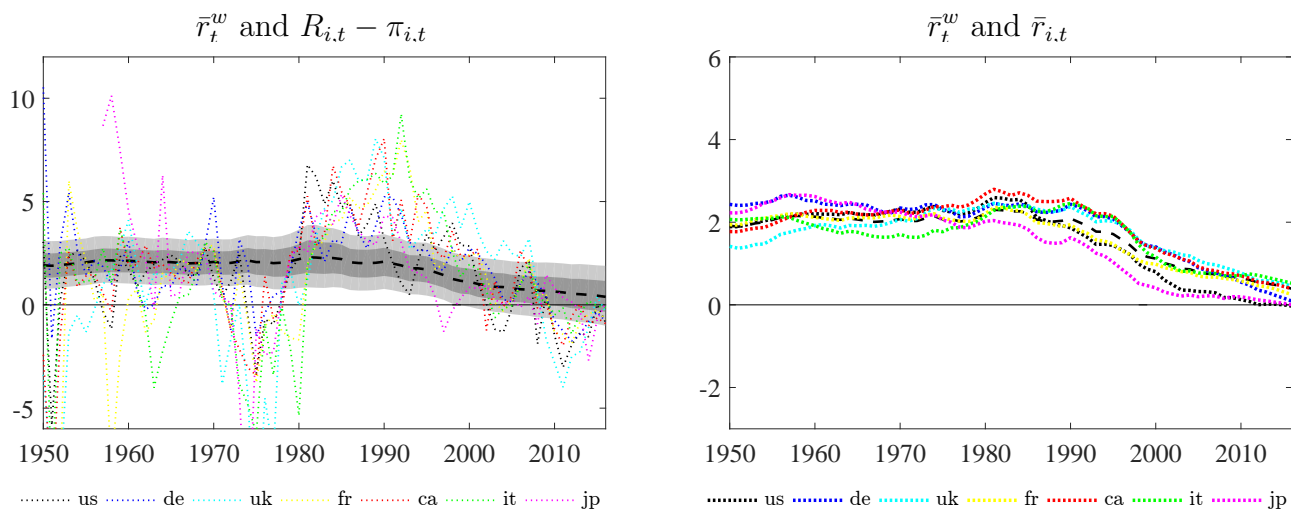 r̄ₜʷ and Rᵢ,ₜ − πᵢ,ₜ
10
5
0
-5
1950 1960 1970 1980 1990 2000 2010
us de uk fr ca it jp
r̄ₜʷ and r̄ᵢ,ₜ
6
4
2
0
-2
1950 1960 1970 1980 1990 2000 2010
us de uk fr ca it jp